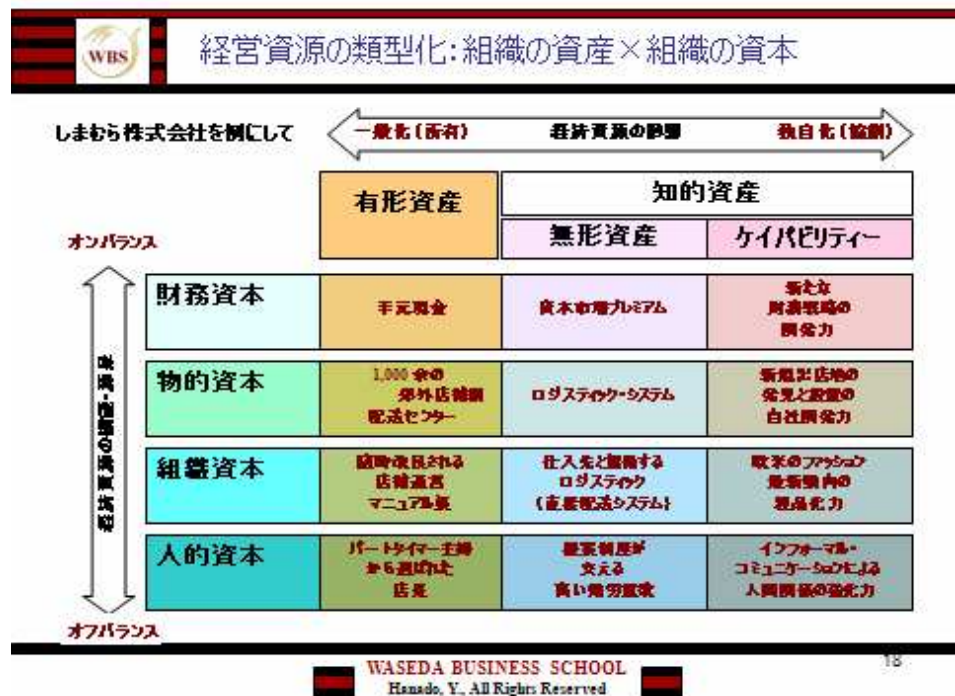 WBS
経営資源の類型化:組織の資産×組織の資本
しまむら株式会社を例にして
一般化(所有)
経済資源の
独自化(協創)
有形資産
知的資産
オンバランス
無形資産
ケイパビリティー
財務資本
手元現金
資本市場プレミアム
新たな
財務戦略の
開発力
経済資源の
物的資本
1,000余の
郊外店舗網
配送センター
ロジスティック・システム
新規出店地の
発見と設置の
自社開発力
組織資本
随時改良される
店舗運営
マニュアル集
仕入先と
ロジスティック
(直接配送システム)
欧米のファッション
最新動向の
商品化力
人的資本
パートタイマー主婦
から選ばれた
店長
提案制度が
支える
高い勤労意欲
インフォーマル・
コミュニケーションによる
人間関係の強化力
オフバランス
18
WASEDA BUSINESS SCHOOL
Hanado, Y., All Rights Reserved